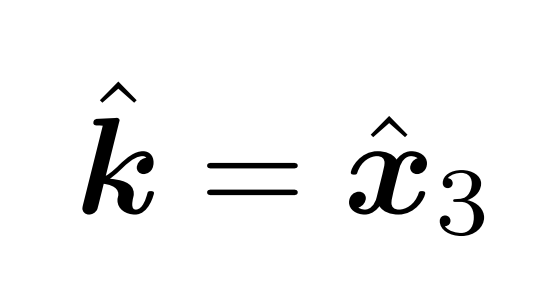 k̂ = x̂₃